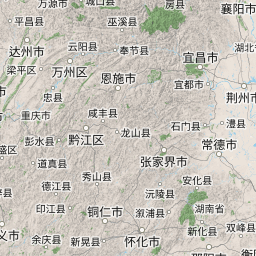 万源市
城口县
房县
襄阳市
平昌县
巫溪县
达州市
云阳县
奉节县
宜昌市
湖北
梁平区
万州区
恩施市
宜都市
忠县
荆州市
重庆市
咸丰县
石门县
澧县
彭水县
黔江区
龙山县
常德市
道真县
张家界市
德江县
秀山县
沅陵县
安化县
印江县
铜仁市
溆浦县
湖南省
余庆县
新晃县
怀化市
新化县
双峰县